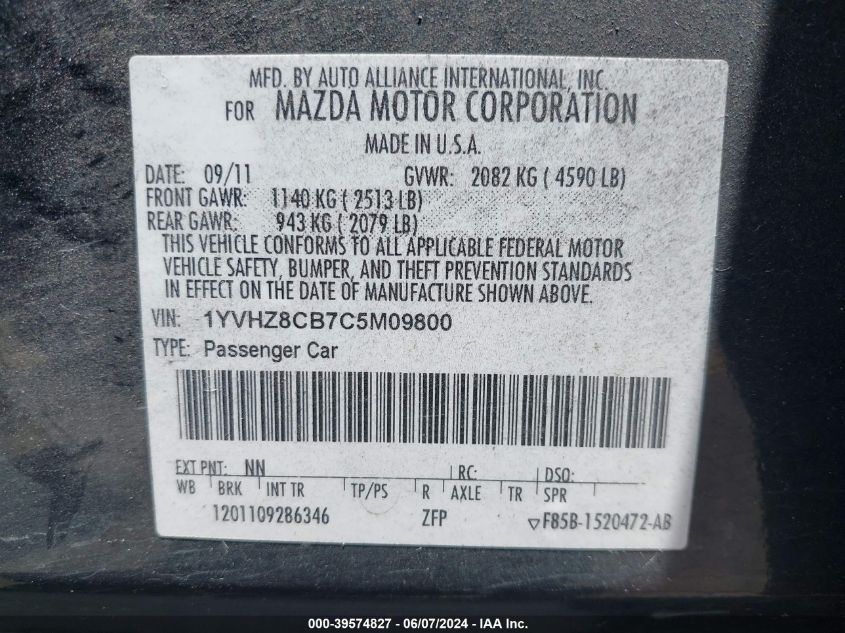 MFD. BY AUTO ALLIANCE INTERNATIONAL, INC.
FOR MAZDA MOTOR CORPORATION
MADE IN U.S.A.
DATE: 09/11 GVWR: 2082 KG ( 4590 LB)
FRONT GAWR: 1140 KG ( 2513 LB)
REAR GAWR: 943 KG ( 2079 LB)
THIS VEHICLE CONFORMS TO ALL APPLICABLE FEDERAL MOTOR
VEHICLE SAFETY, BUMPER, AND THEFT PREVENTION STANDARDS
IN EFFECT ON THE DATE OF MANUFACTURE SHOWN ABOVE.
VIN: 1YVHZ8CB7C5M09800
TYPE: Passenger Car
EXT PNT: NN RC: DSO:
WB BRK INT TR TP/PS R AXLE TR SPR
1201109286346 ZFP ▽F85B-1520472-AB
000-39574827 - 06/07/2024 - IAA Inc.